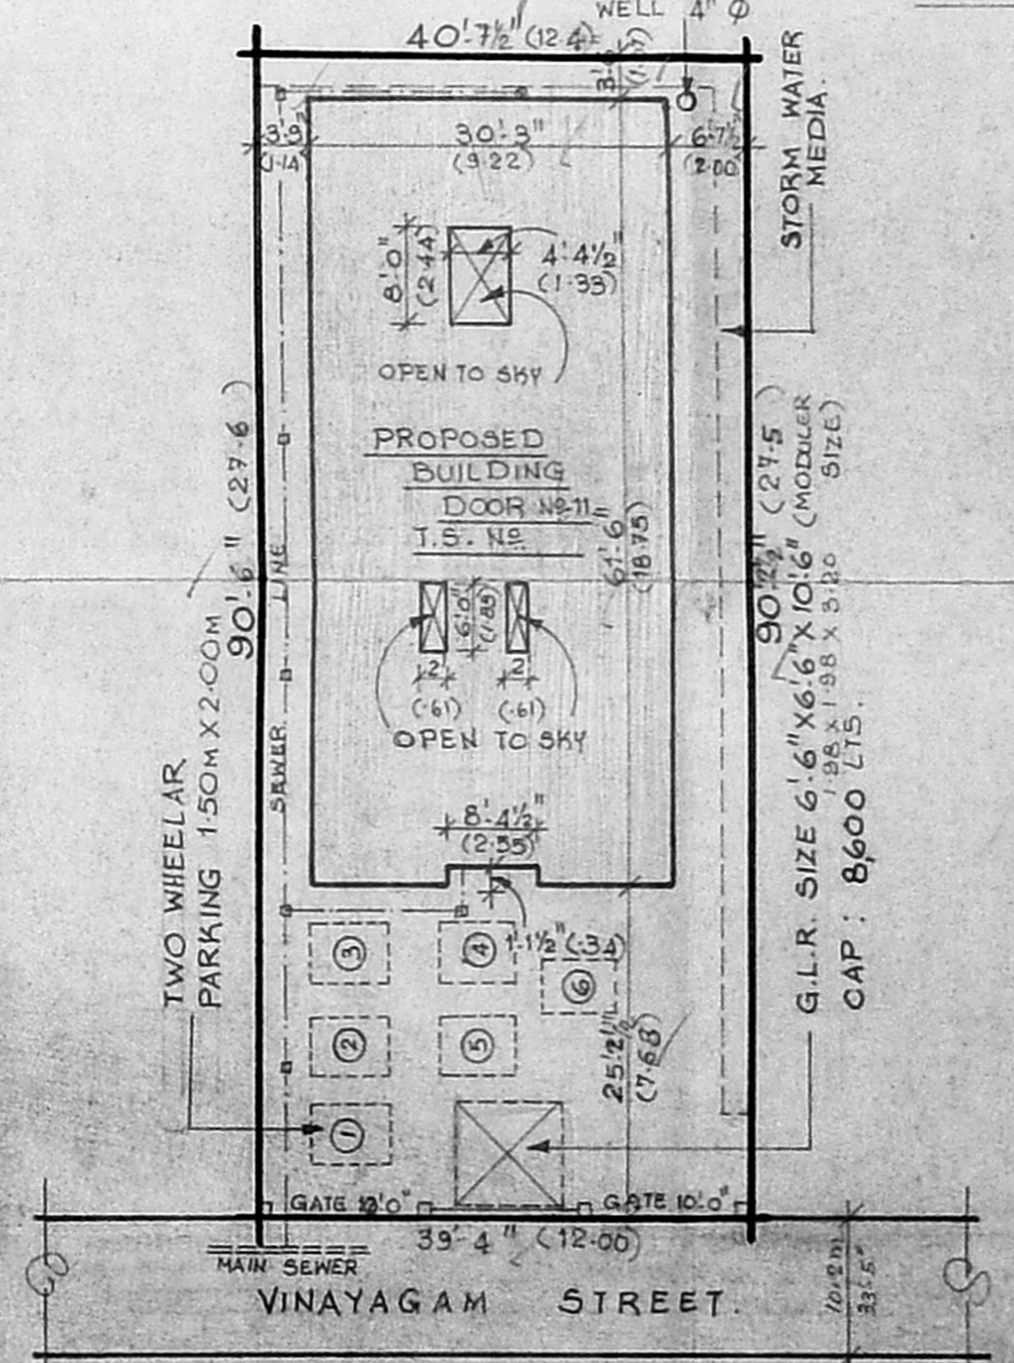 WELL 4" Ø
40'-7½" (12.4)
3'-9"
(1.14)
30'-3"
(9.22)
6'-7½"
(2.00)
STORM WATER
MEDIA.
8'-0"
(2.44)
4'-4½"
(1.33)
OPEN TO SKY
PROPOSED
BUILDING
DOOR No-11
T.S. No
61'-6"
(18.75)
90'-6" (27.6)
90'-2½" (27.5)
SEWER LINE
6'-0"
(1.83)
2
(.61)
2
(.61)
OPEN TO SKY
8'-4½"
(2.55)
1'-1½" (.34)
TWO WHEELAR
PARKING 1.50M X 2.00M
G.L.R. SIZE 6'.6"X6'.6"X10'.6" (MODULER
1.98 X 1.98 X 3.20 SIZE)
CAP : 8,600 LTS.
3
4
6
2
5
1
25'.2½"
(7.68)
GATE
GATE 10'.0"
39'-4" (12.00)
MAIN SEWER
VINAYAGAM STREET.
10.2m
33'-5"